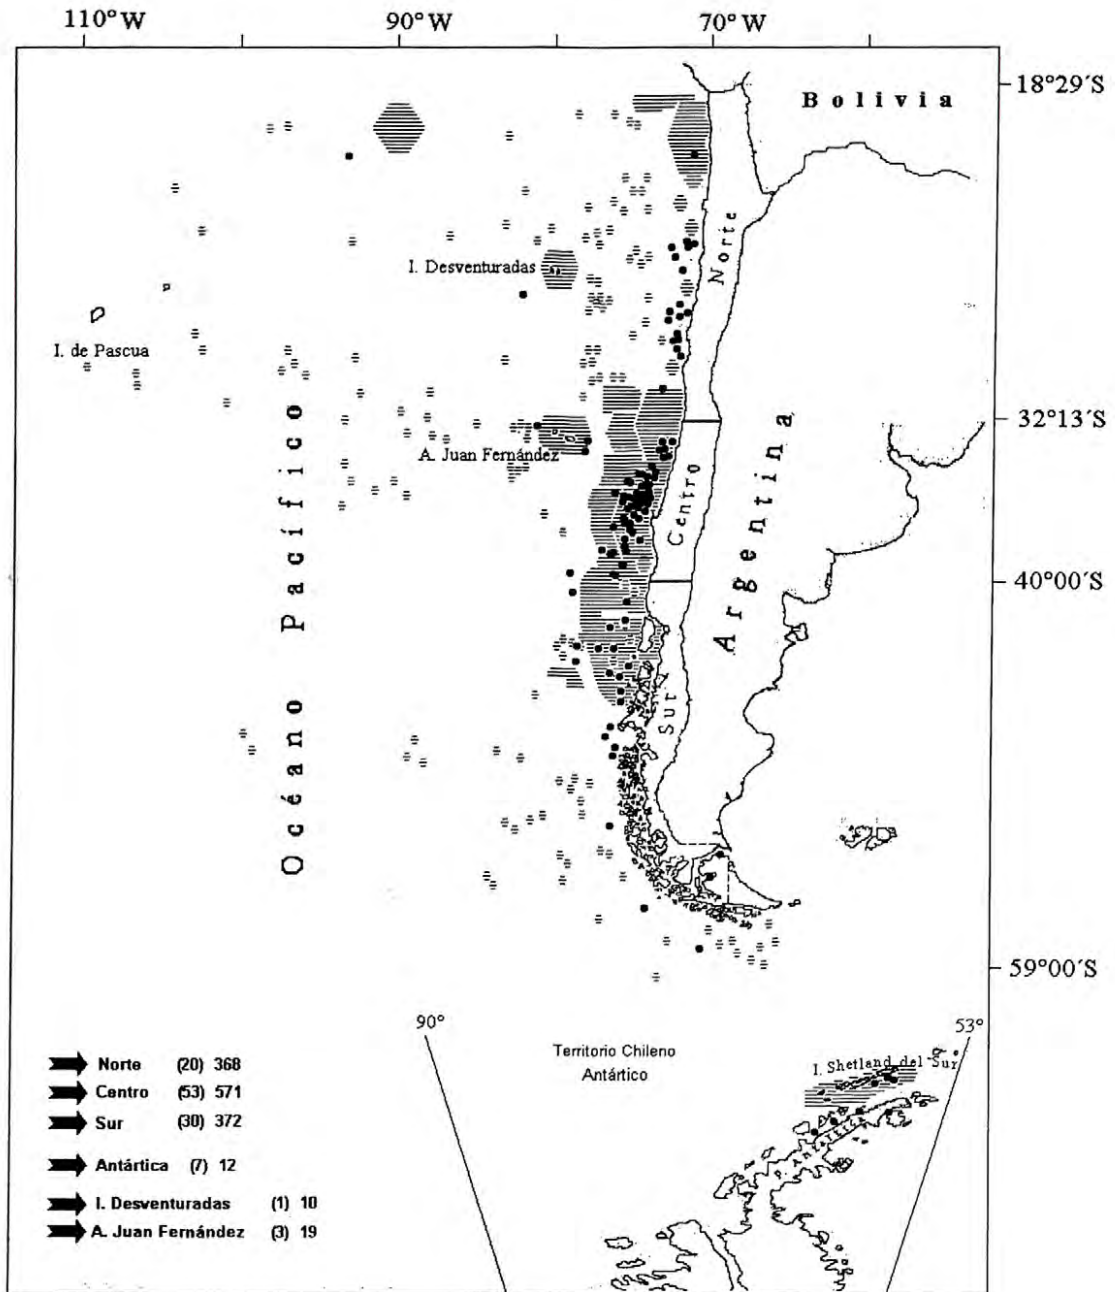 110° W 90° W 70° W
18°29´S
Bolivia
Norte
I. Desventuradas
I. de Pascua
32°13´S
A. Juan Fernández
Centro
Argentina
Océano Pacífico
40°00´S
Sur
59°00´S
90°
53°
Territorio Chileno
Antártico
I. Shetland del Sur
Norte (20) 368
Centro (53) 571
Sur (30) 372
Antártica (7) 12
I. Desventuradas (1) 10
A. Juan Fernández (3) 19